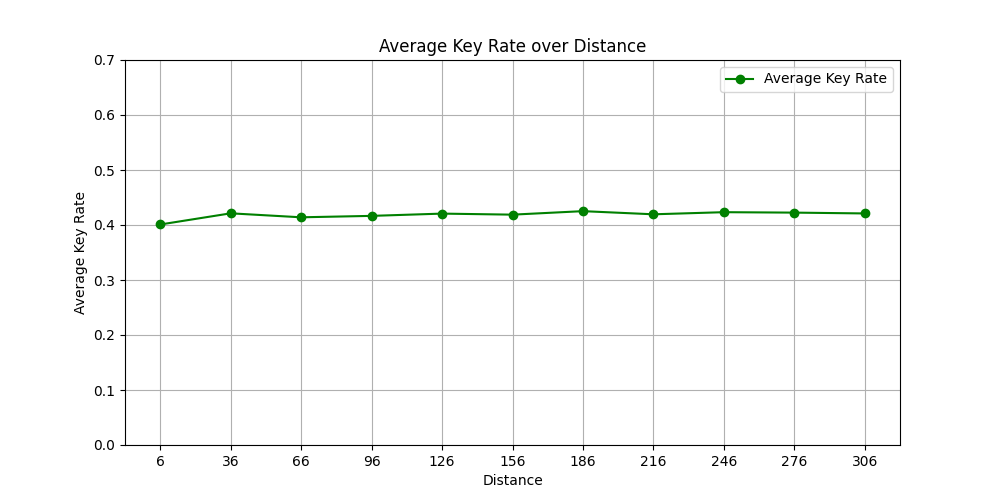 Average Key Rate over Distance
Average Key Rate
0.7
0.6
0.5
0.4
0.3
0.2
0.1
0.0
Average Key Rate
6 36 66 96 126 156 186 216 246 276 306
Distance